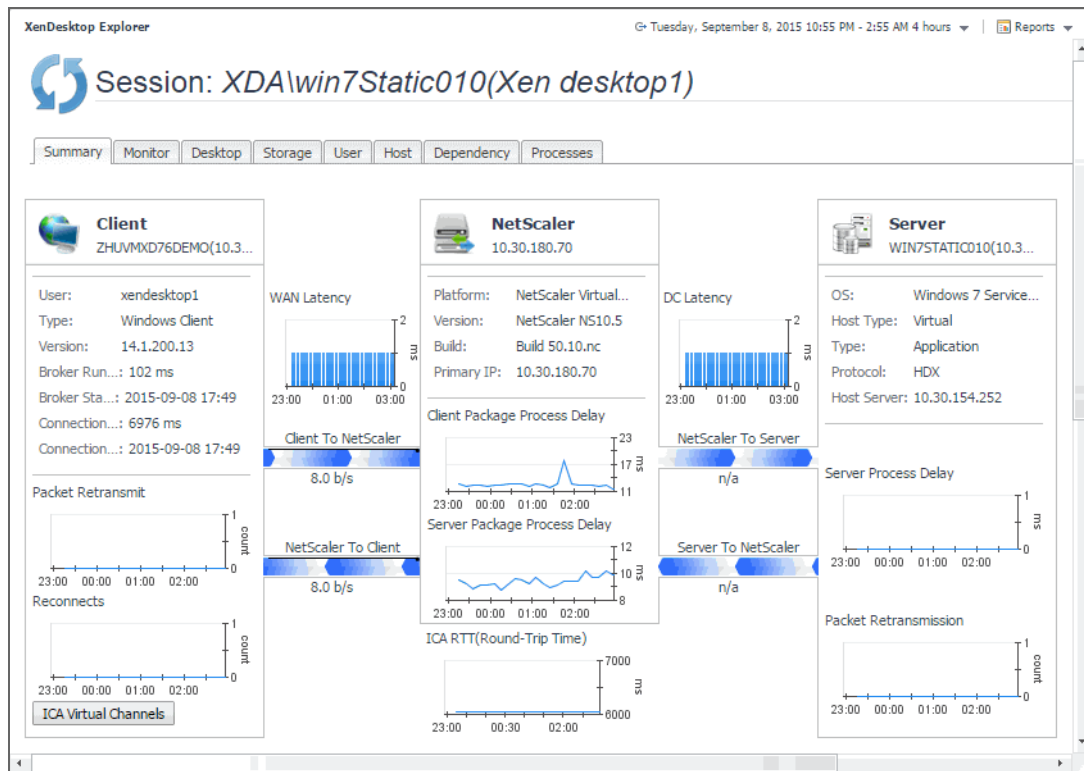 XenDesktop Explorer
Tuesday, September 8, 2015 10:55 PM - 2:55 AM 4 hours
Reports
Session: XDA\win7Static010(Xen desktop1)
Summary
Monitor
Desktop
Storage
User
Host
Dependency
Processes
Client
ZHUVMXD76DEMO(10.3...
User: xendesktop1
Type: Windows Client
Version: 14.1.200.13
Broker Run...: 102 ms
Broker Sta...: 2015-09-08 17:49
Connection...: 6976 ms
Connection...: 2015-09-08 17:49
Packet Retransmit
1
count
0
23:00 00:00 01:00 02:00
Reconnects
1
count
0
23:00 00:00 01:00 02:00
ICA Virtual Channels
WAN Latency
2
ms
0
23:00 01:00 03:00
Client To NetScaler
8.0 b/s
NetScaler To Client
8.0 b/s
NetScaler
10.30.180.70
Platform: NetScaler Virtual...
Version: NetScaler NS10.5
Build: Build 50.10.nc
Primary IP: 10.30.180.70
Client Package Process Delay
23
17
ms
11
23:00 00:00 01:00 02:00
Server Package Process Delay
12
10
ms
8
23:00 00:00 01:00 02:00
ICA RTT(Round-Trip Time)
7000
ms
6000
23:00 00:30 02:00
DC Latency
2
ms
0
23:00 01:00 03:00
NetScaler To Server
n/a
Server To NetScaler
n/a
Server
WIN7STATIC010(10.3...
OS: Windows 7 Service...
Host Type: Virtual
Type: Application
Protocol: HDX
Host Server: 10.30.154.252
Server Process Delay
1
ms
0
23:00 00:00 01:00 02:00
Packet Retransmission
1
count
0
23:00 00:00 01:00 02:00